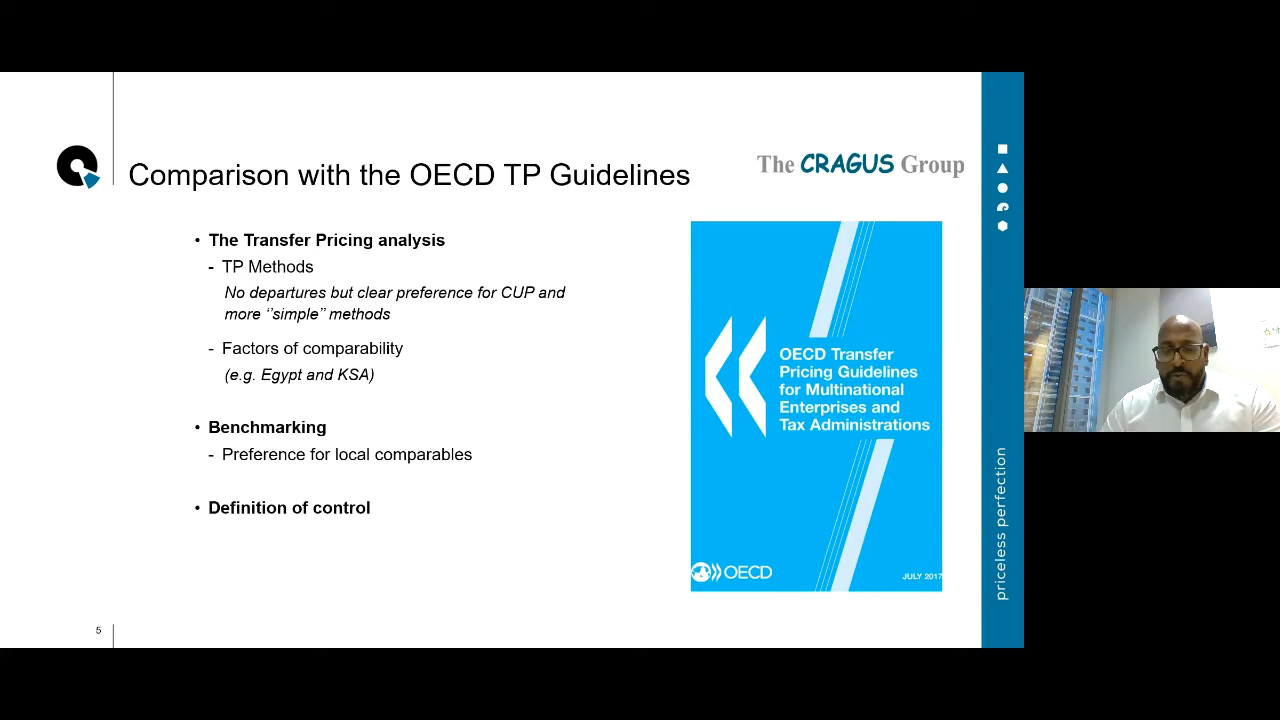 Comparison with the OECD TP Guidelines
The CRAGUS Group
• The Transfer Pricing analysis
- TP Methods
No departures but clear preference for CUP and
more ‘’simple’’ methods
- Factors of comparability
(e.g. Egypt and KSA)
• Benchmarking
- Preference for local comparables
• Definition of control
OECD Transfer
Pricing Guidelines
for Multinational
Enterprises and
Tax Administrations
OECD
JULY 2017
priceless perfection
5